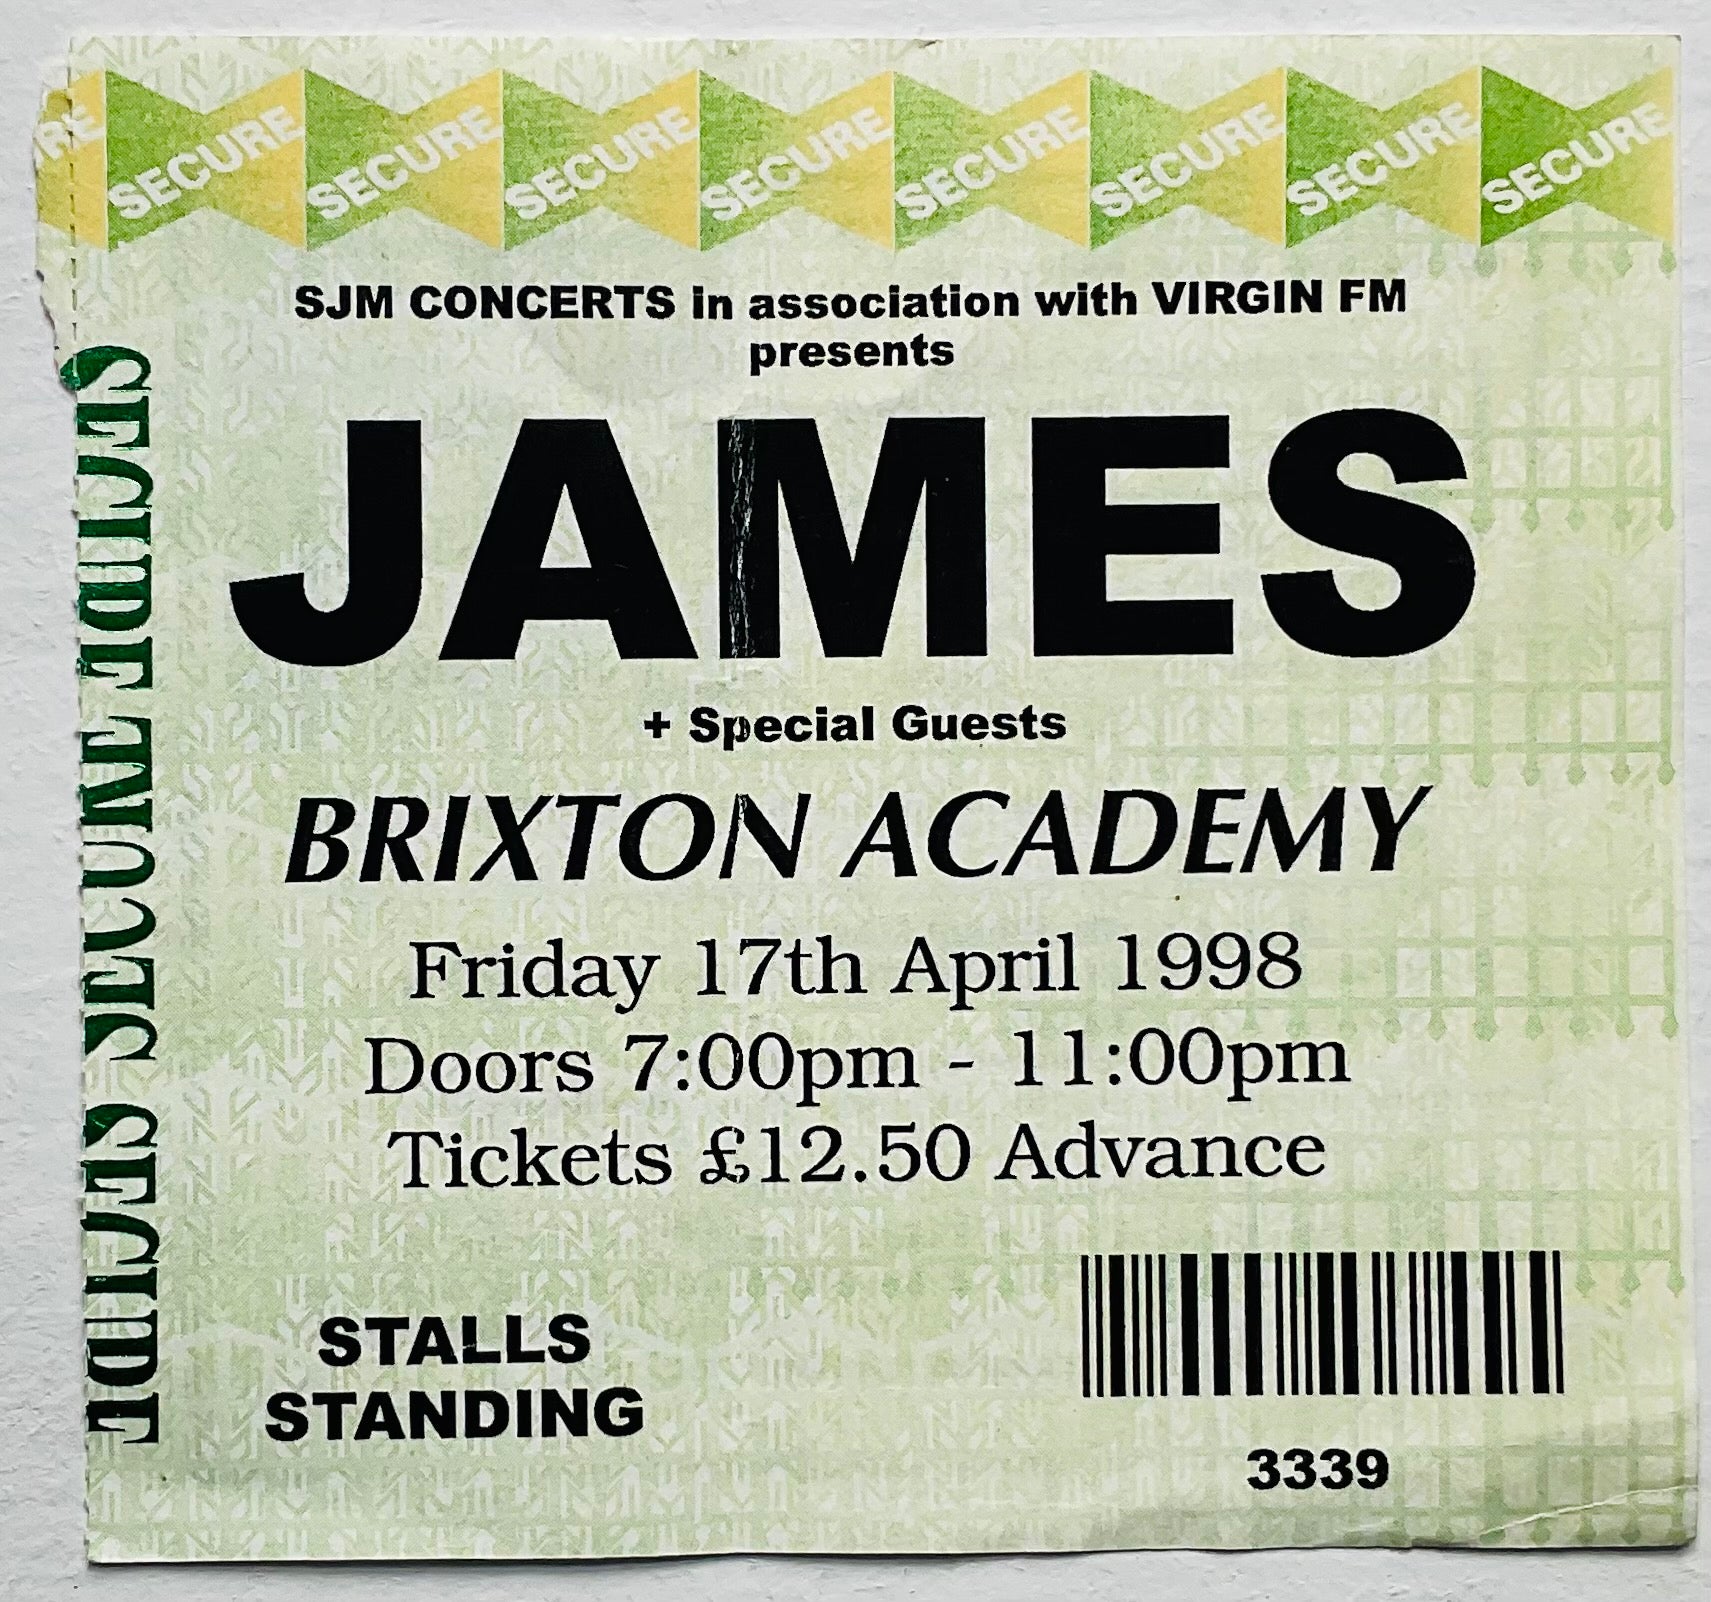 RE SECURE SECURE SECURE SECURE SECURE SECURE SECURE SECURE
SJM CONCERTS in association with VIRGIN FM
presents
JAMES
+ Special Guests
BRIXTON ACADEMY
Friday 17th April 1998
Doors 7:00pm - 11:00pm
Tickets £12.50 Advance
STALLS
STANDING
3339
SECURE